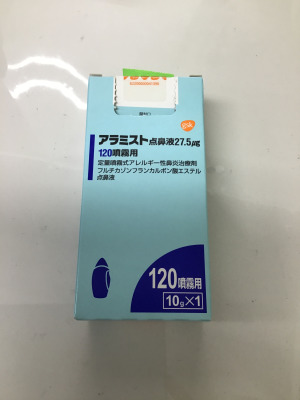 アラミスト点鼻液27.5μg
gsk
120噴霧用
定量噴霧式アレルギー性鼻炎治療剤
フルチカゾンフランカルボン酸エステル
点鼻液
120噴霧用
10g×1